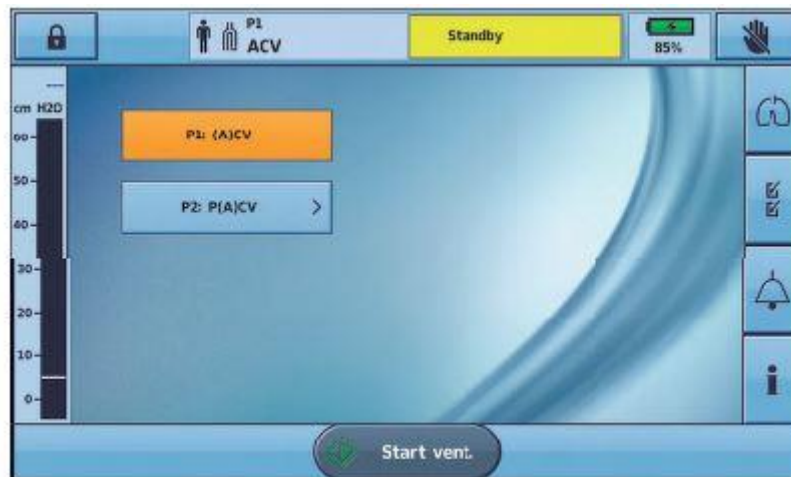 P1
ACV
Standby
85%
---
cm H2O
60
50
40
30
20
10
0
P1: (A)CV
P2: P(A)CV >
i
Start vent.